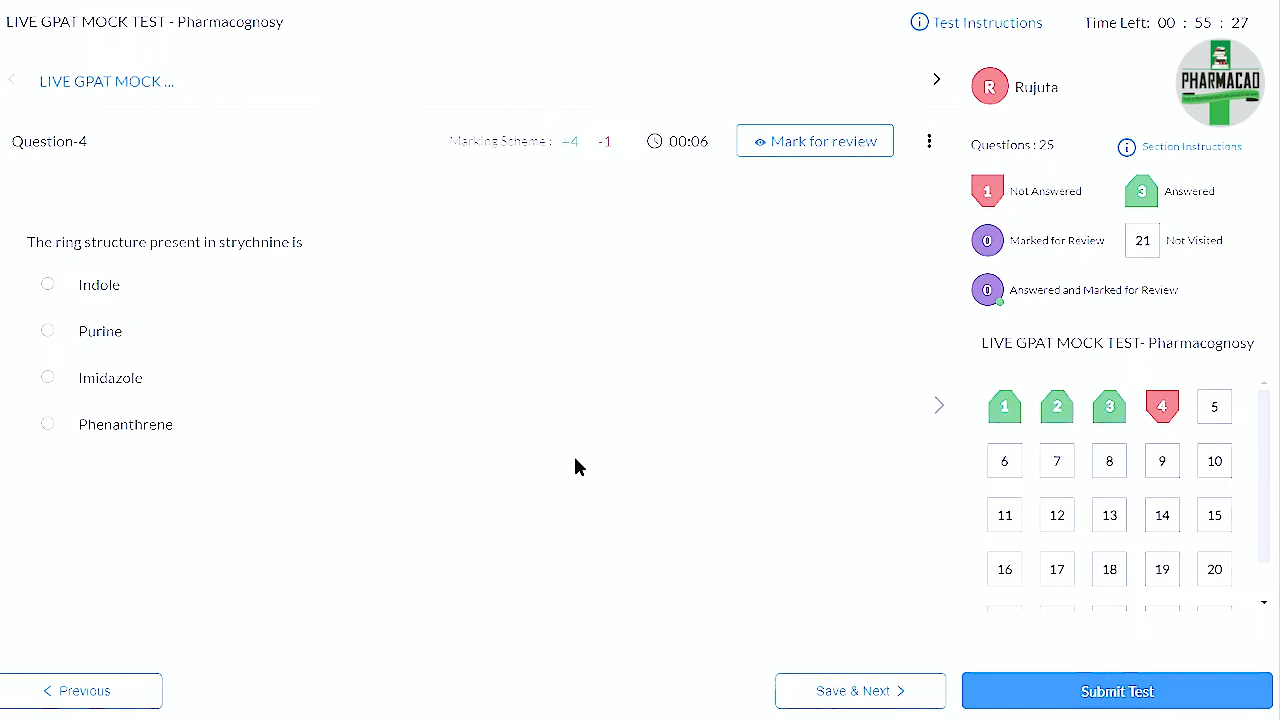 LIVE GPAT MOCK TEST - Pharmacognosy
Test Instructions
Time Left: 00 : 55 : 27
LIVE GPAT MOCK ...
R Rujuta
PHARMACAD
Question-4
Marking Scheme : +4 -1
00:06
Mark for review
Questions : 25
Section Instructions
1 Not Answered
3 Answered
0 Marked for Review
21 Not Visited
0 Answered and Marked for Review
The ring structure present in strychnine is
Indole
Purine
Imidazole
Phenanthrene
LIVE GPAT MOCK TEST- Pharmacognosy
1 2 3 4 5
6 7 8 9 10
11 12 13 14 15
16 17 18 19 20
Previous
Save & Next
Submit Test